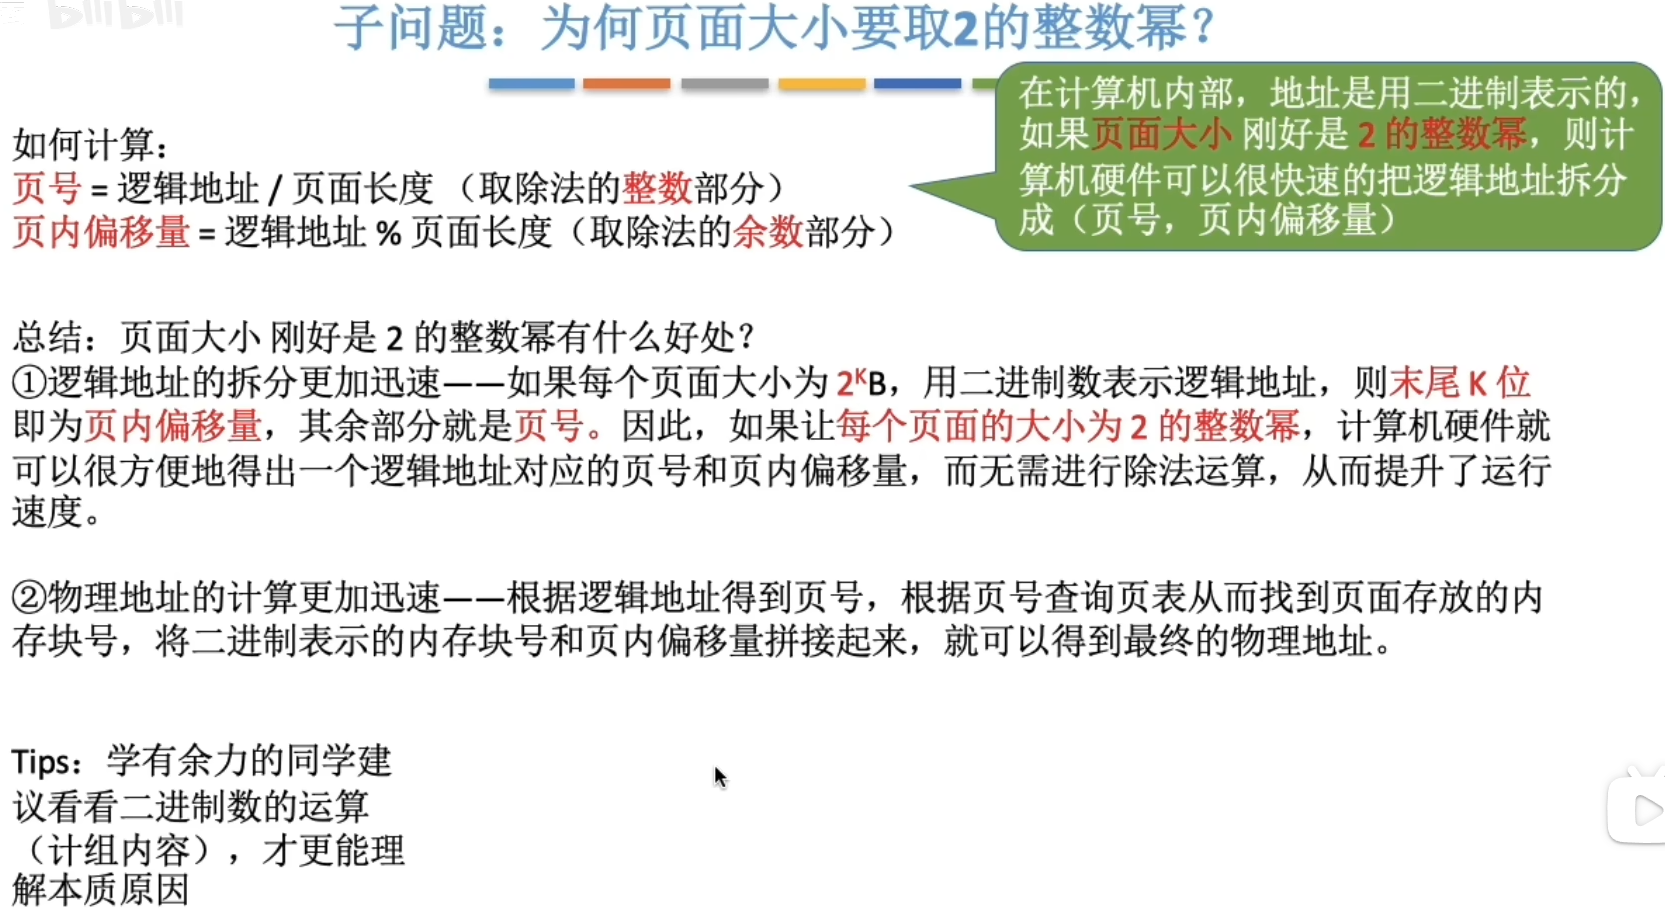 bilibili
子问题：为何页面大小要取2的整数幂？
在计算机内部，地址是用二进制表示的，
如果页面大小 刚好是 2 的整数幂，则计
算机硬件可以很快速的把逻辑地址拆分
成（页号，页内偏移量）
如何计算：
页号 = 逻辑地址 / 页面长度 （取除法的整数部分）
页内偏移量 = 逻辑地址 % 页面长度（取除法的余数部分）
总结：页面大小 刚好是 2 的整数幂有什么好处？
①逻辑地址的拆分更加迅速——如果每个页面大小为 2ᴷB，用二进制数表示逻辑地址，则末尾 K 位
即为页内偏移量，其余部分就是页号。因此，如果让每个页面的大小为 2 的整数幂，计算机硬件就
可以很方便地得出一个逻辑地址对应的页号和页内偏移量，而无需进行除法运算，从而提升了运行
速度。
②物理地址的计算更加迅速——根据逻辑地址得到页号，根据页号查询页表从而找到页面存放的内
存块号，将二进制表示的内存块号和页内偏移量拼接起来，就可以得到最终的物理地址。
Tips：学有余力的同学建
议看看二进制数的运算
（计组内容），才更能理
解本质原因